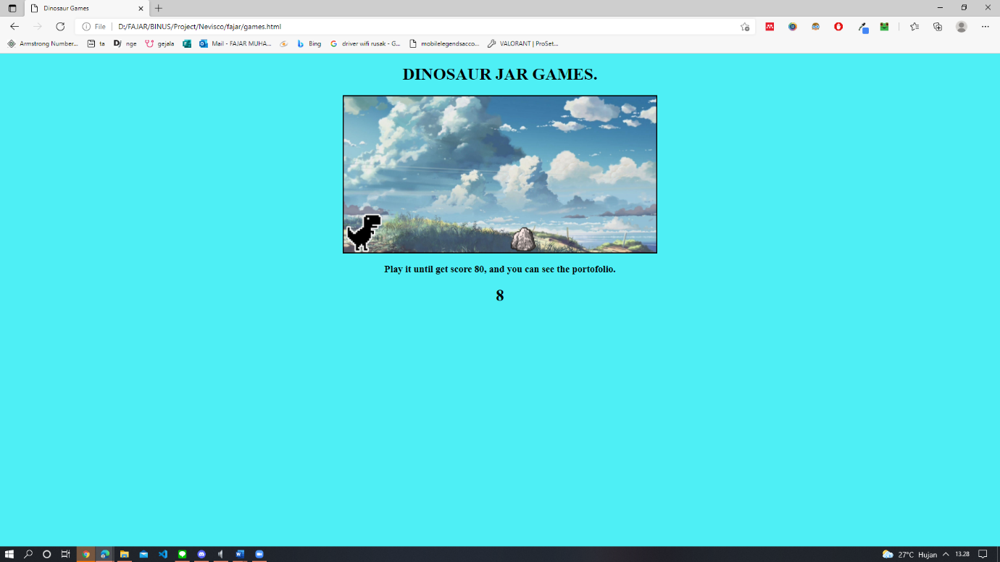 Dinosaur Games
File
D:/FAJAR/BINUS/Project/Nevisco/fajar/games.html
Armstrong Number...
ta
nge
gejala
Mail - FAJAR MUHA...
Bing
driver wifi rusak - G...
mobilelegendsacco...
VALORANT | ProSet...
DINOSAUR JAR GAMES.
Play it until get score 80, and you can see the portofolio.
8
27°C Hujan
13.28